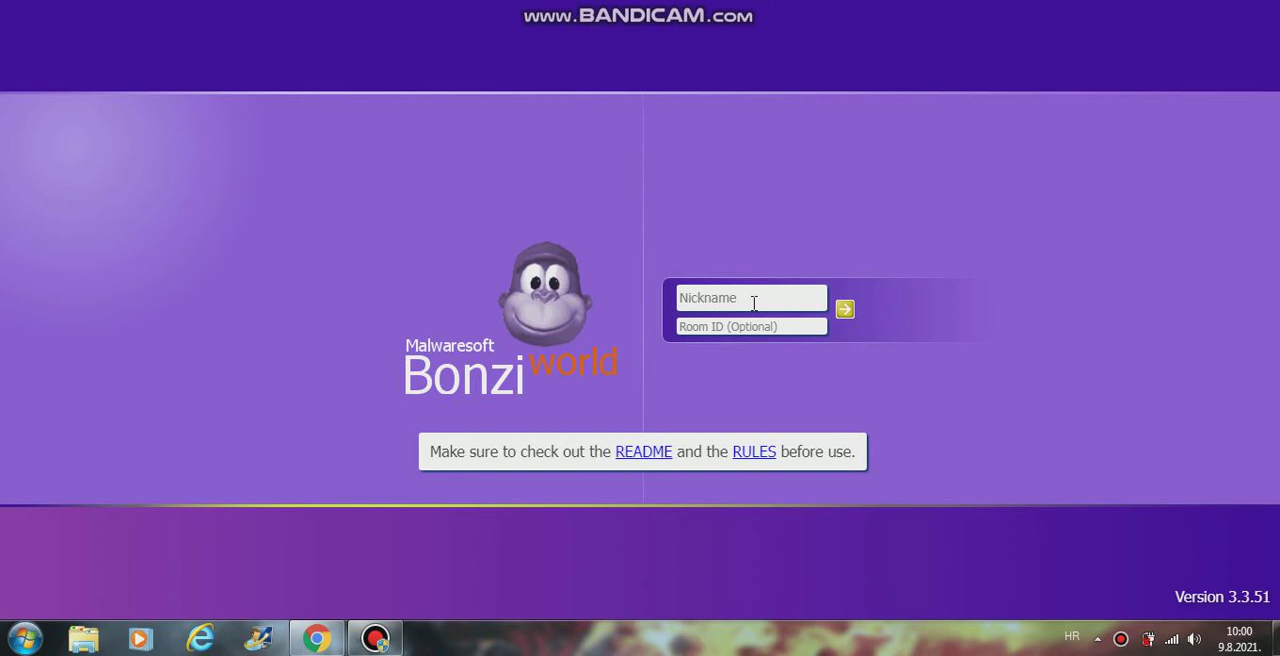 www.BANDICAM.com
Nickname
Room ID (Optional)
Malwaresoft
Bonzi world
Make sure to check out the README and the RULES before use.
Version 3.3.51
HR
10:00
9.8.2021.